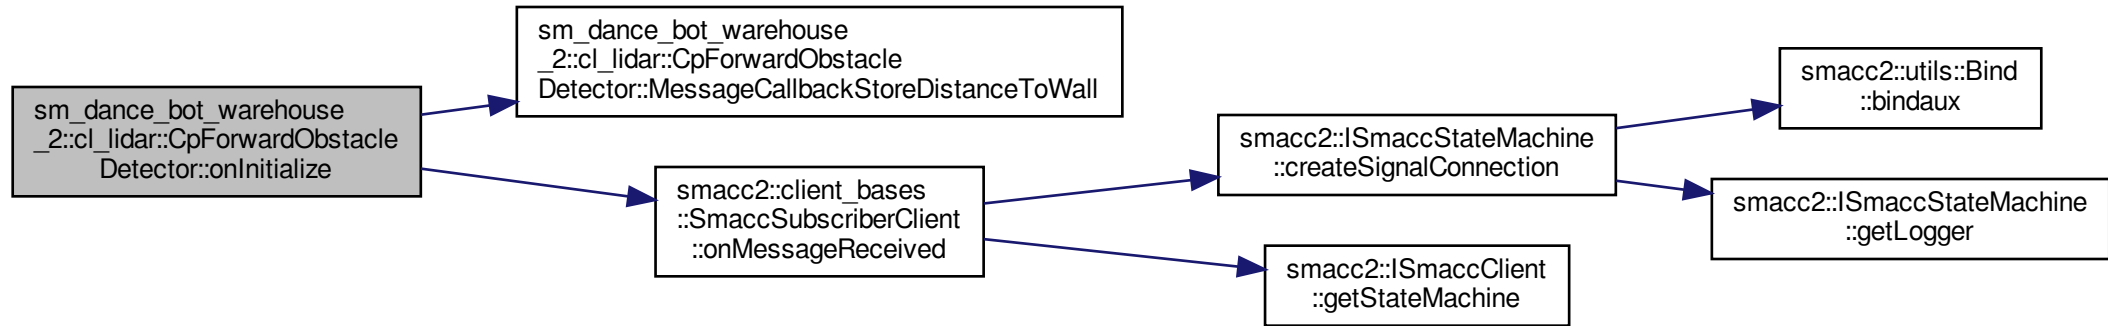 sm_dance_bot_warehouse
_2::cl_lidar::CpForwardObstacle
Detector::onInitialize
sm_dance_bot_warehouse
_2::cl_lidar::CpForwardObstacle
Detector::MessageCallbackStoreDistanceToWall
smacc2::client_bases
::SmaccSubscriberClient
::onMessageReceived
smacc2::ISmaccStateMachine
::createSignalConnection
smacc2::ISmaccClient
::getStateMachine
smacc2::utils::Bind
::bindaux
smacc2::ISmaccStateMachine
::getLogger